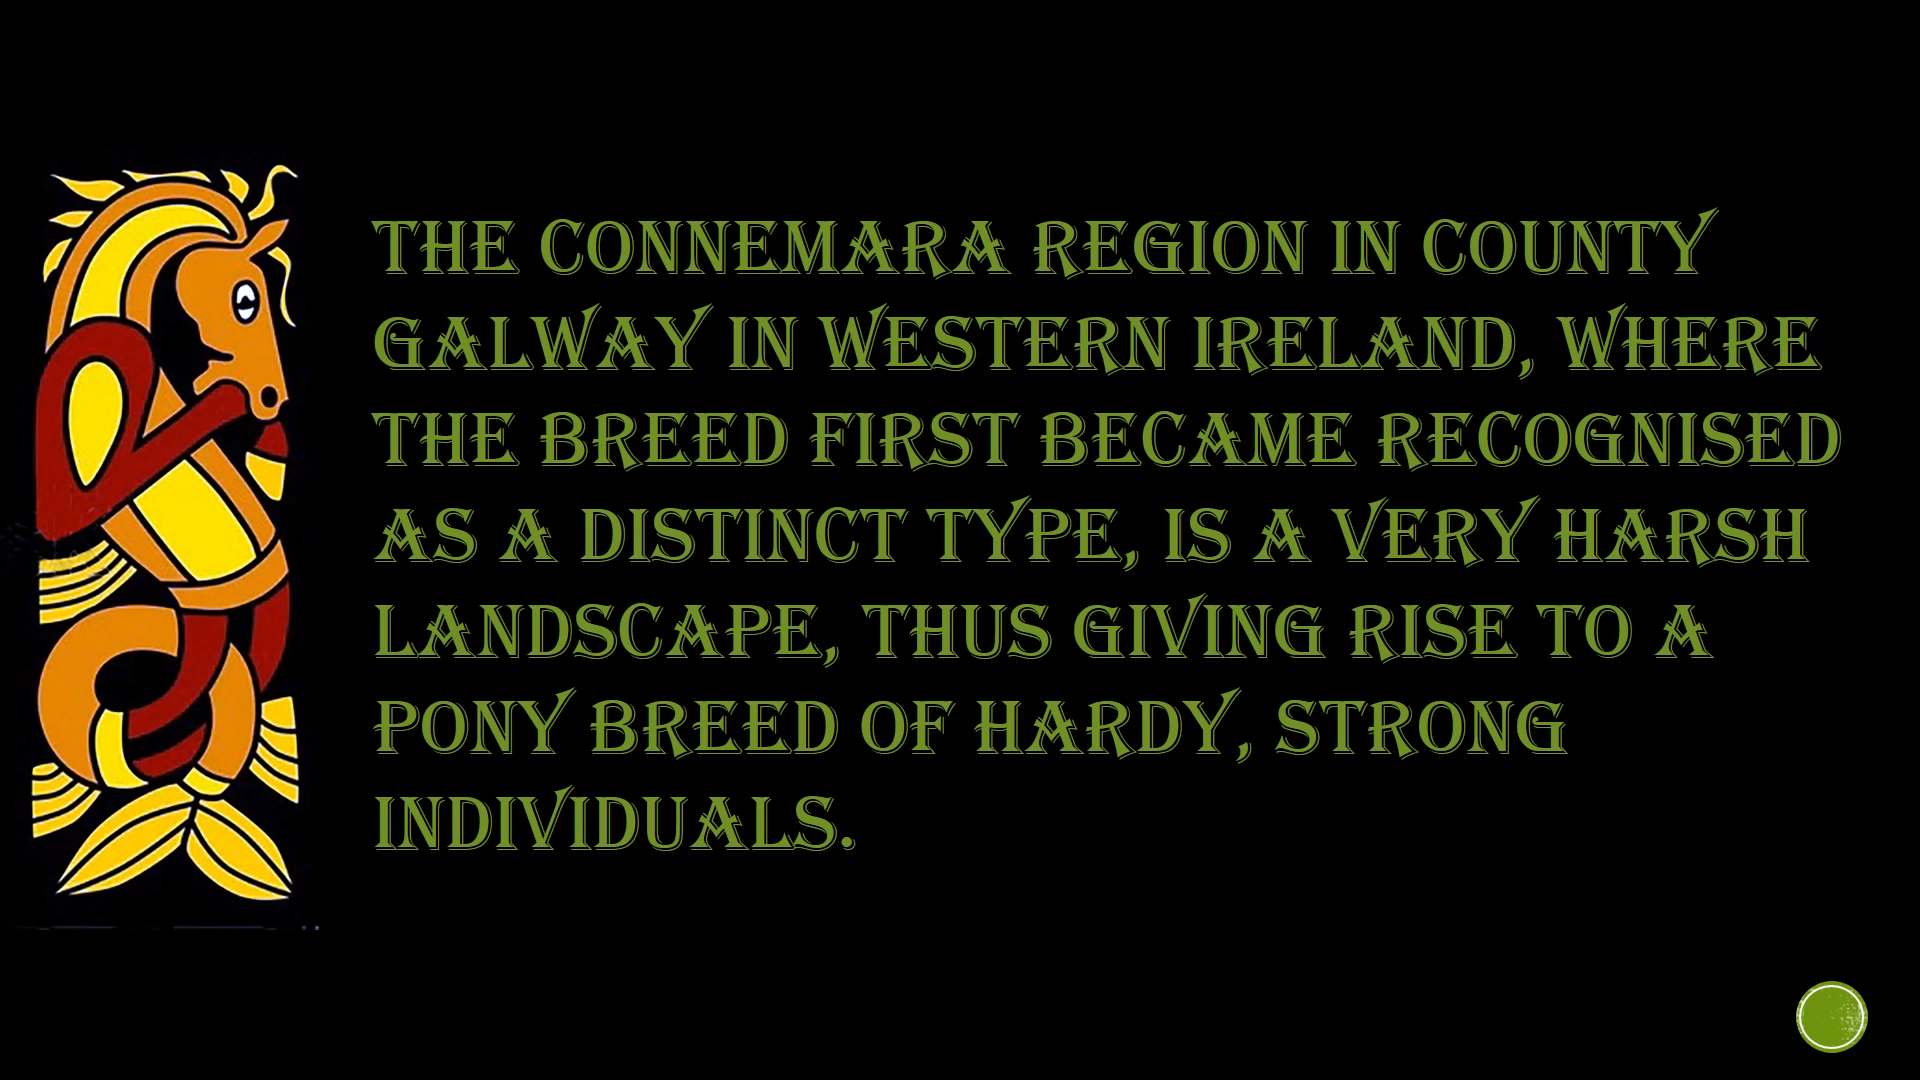 THE CONNEMARA REGION IN COUNTY
GALWAY IN WESTERN IRELAND, WHERE
THE BREED FIRST BECAME RECOGNISED
AS A DISTINCT TYPE, IS A VERY HARSH
LANDSCAPE, THUS GIVING RISE TO A
PONY BREED OF HARDY, STRONG
INDIVIDUALS.